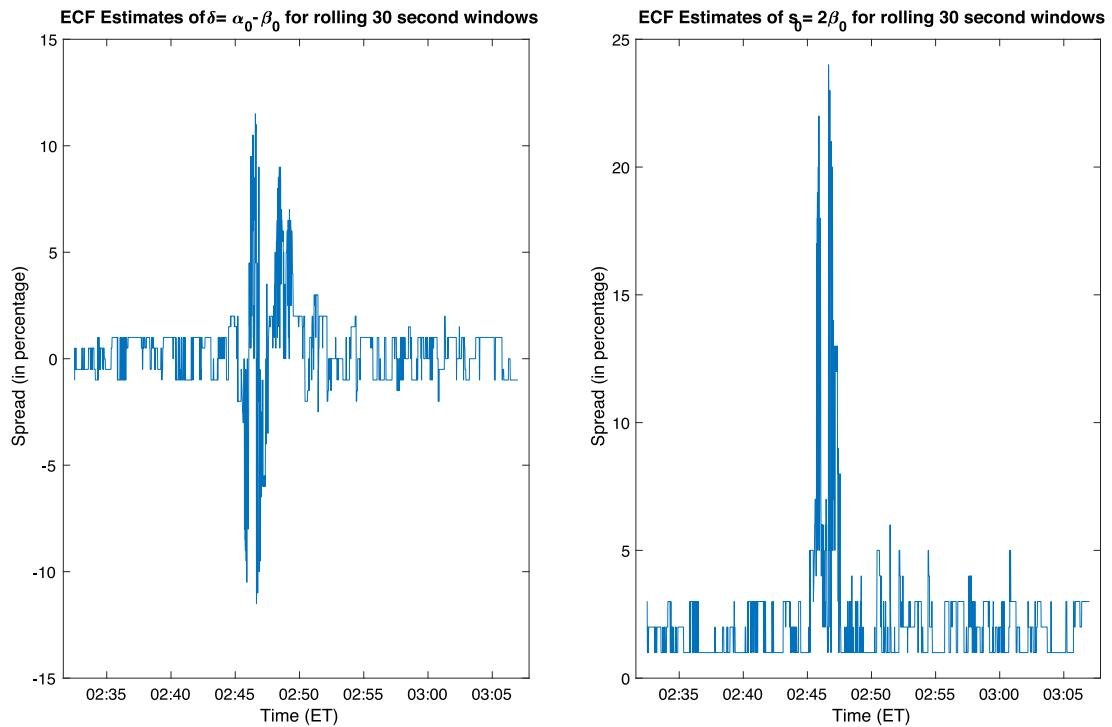 ECF Estimates of δ= α0-β0 for rolling 30 second windows
15
10
5
0
-5
-10
-15
Spread (in percentage)
02:35 02:40 02:45 02:50 02:55 03:00 03:05
Time (ET)
ECF Estimates of s0= 2β0 for rolling 30 second windows
25
20
15
10
5
0
Spread (in percentage)
02:35 02:40 02:45 02:50 02:55 03:00 03:05
Time (ET)